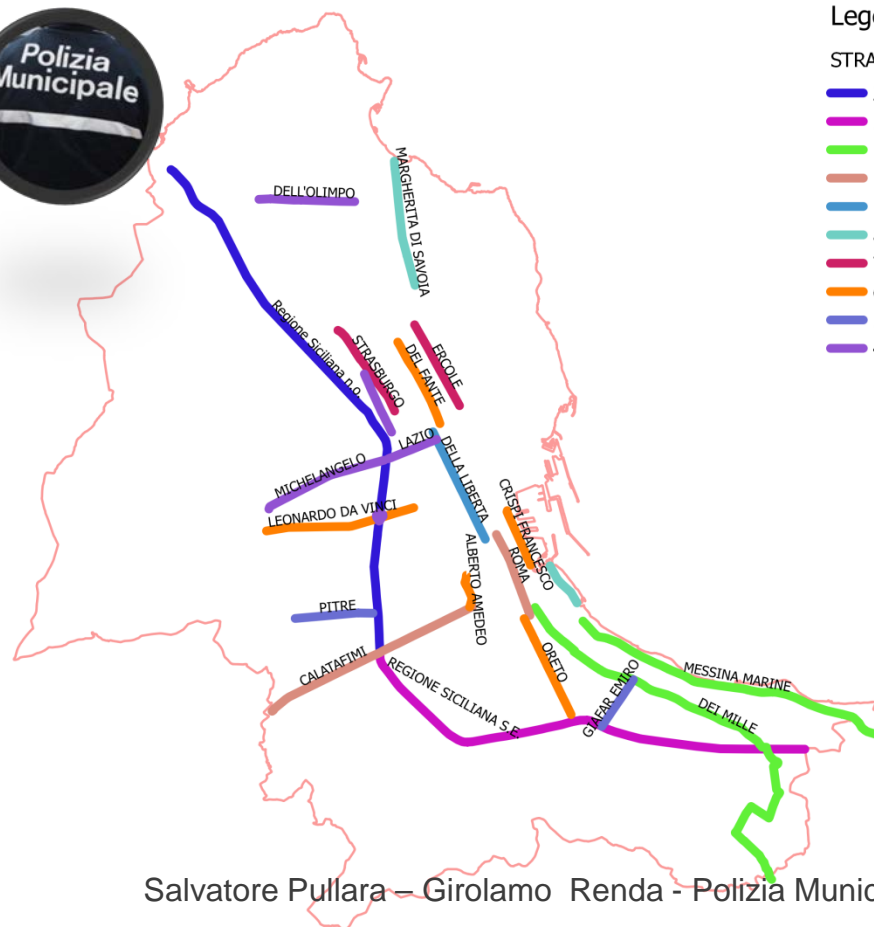 Polizia
Municipale
Lege
STRA
DELL'OLIMPO
MARGHERITA DI SAVOIA
Regione Siciliana n.o.
STRASBURGO
DEL FANTE
ERCOLE
LAZIO
MICHELANGELO
DELLA LIBERTA
LEONARDO DA VINCI
CRISPI FRANCESCO
ROMA
ALBERTO AMEDEO
PITRE
CALATAFIMI
ORETO
REGIONE SICILIANA S.E.
GIAFAR EMIRO
MESSINA MARINE
DEI MILLE
Salvatore Pullara – Girolamo Renda - Polizia Munic